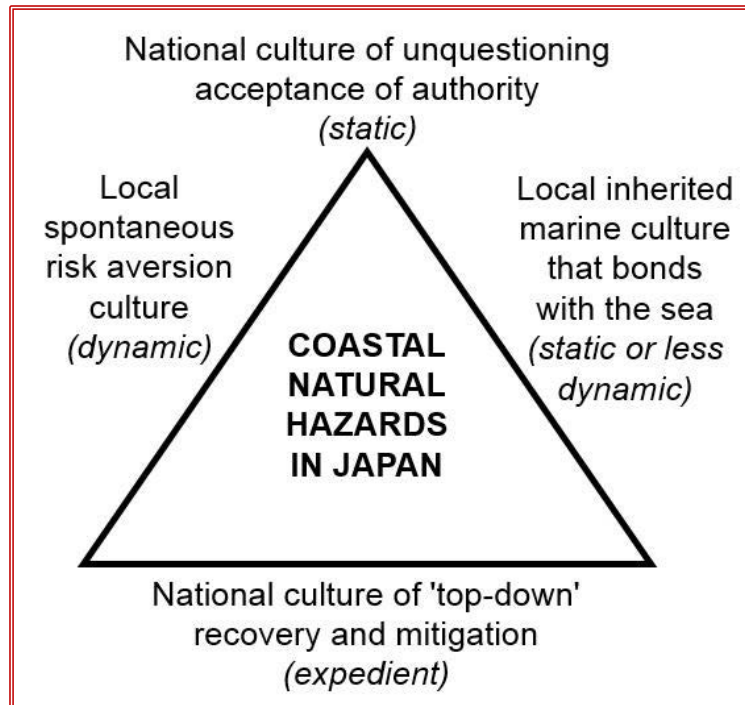 National culture of unquestioning
acceptance of authority
(static)
Local
spontaneous
risk aversion
culture
(dynamic)
Local inherited
marine culture
that bonds
with the sea
(static or less
dynamic)
COASTAL
NATURAL
HAZARDS
IN JAPAN
National culture of 'top-down'
recovery and mitigation
(expedient)